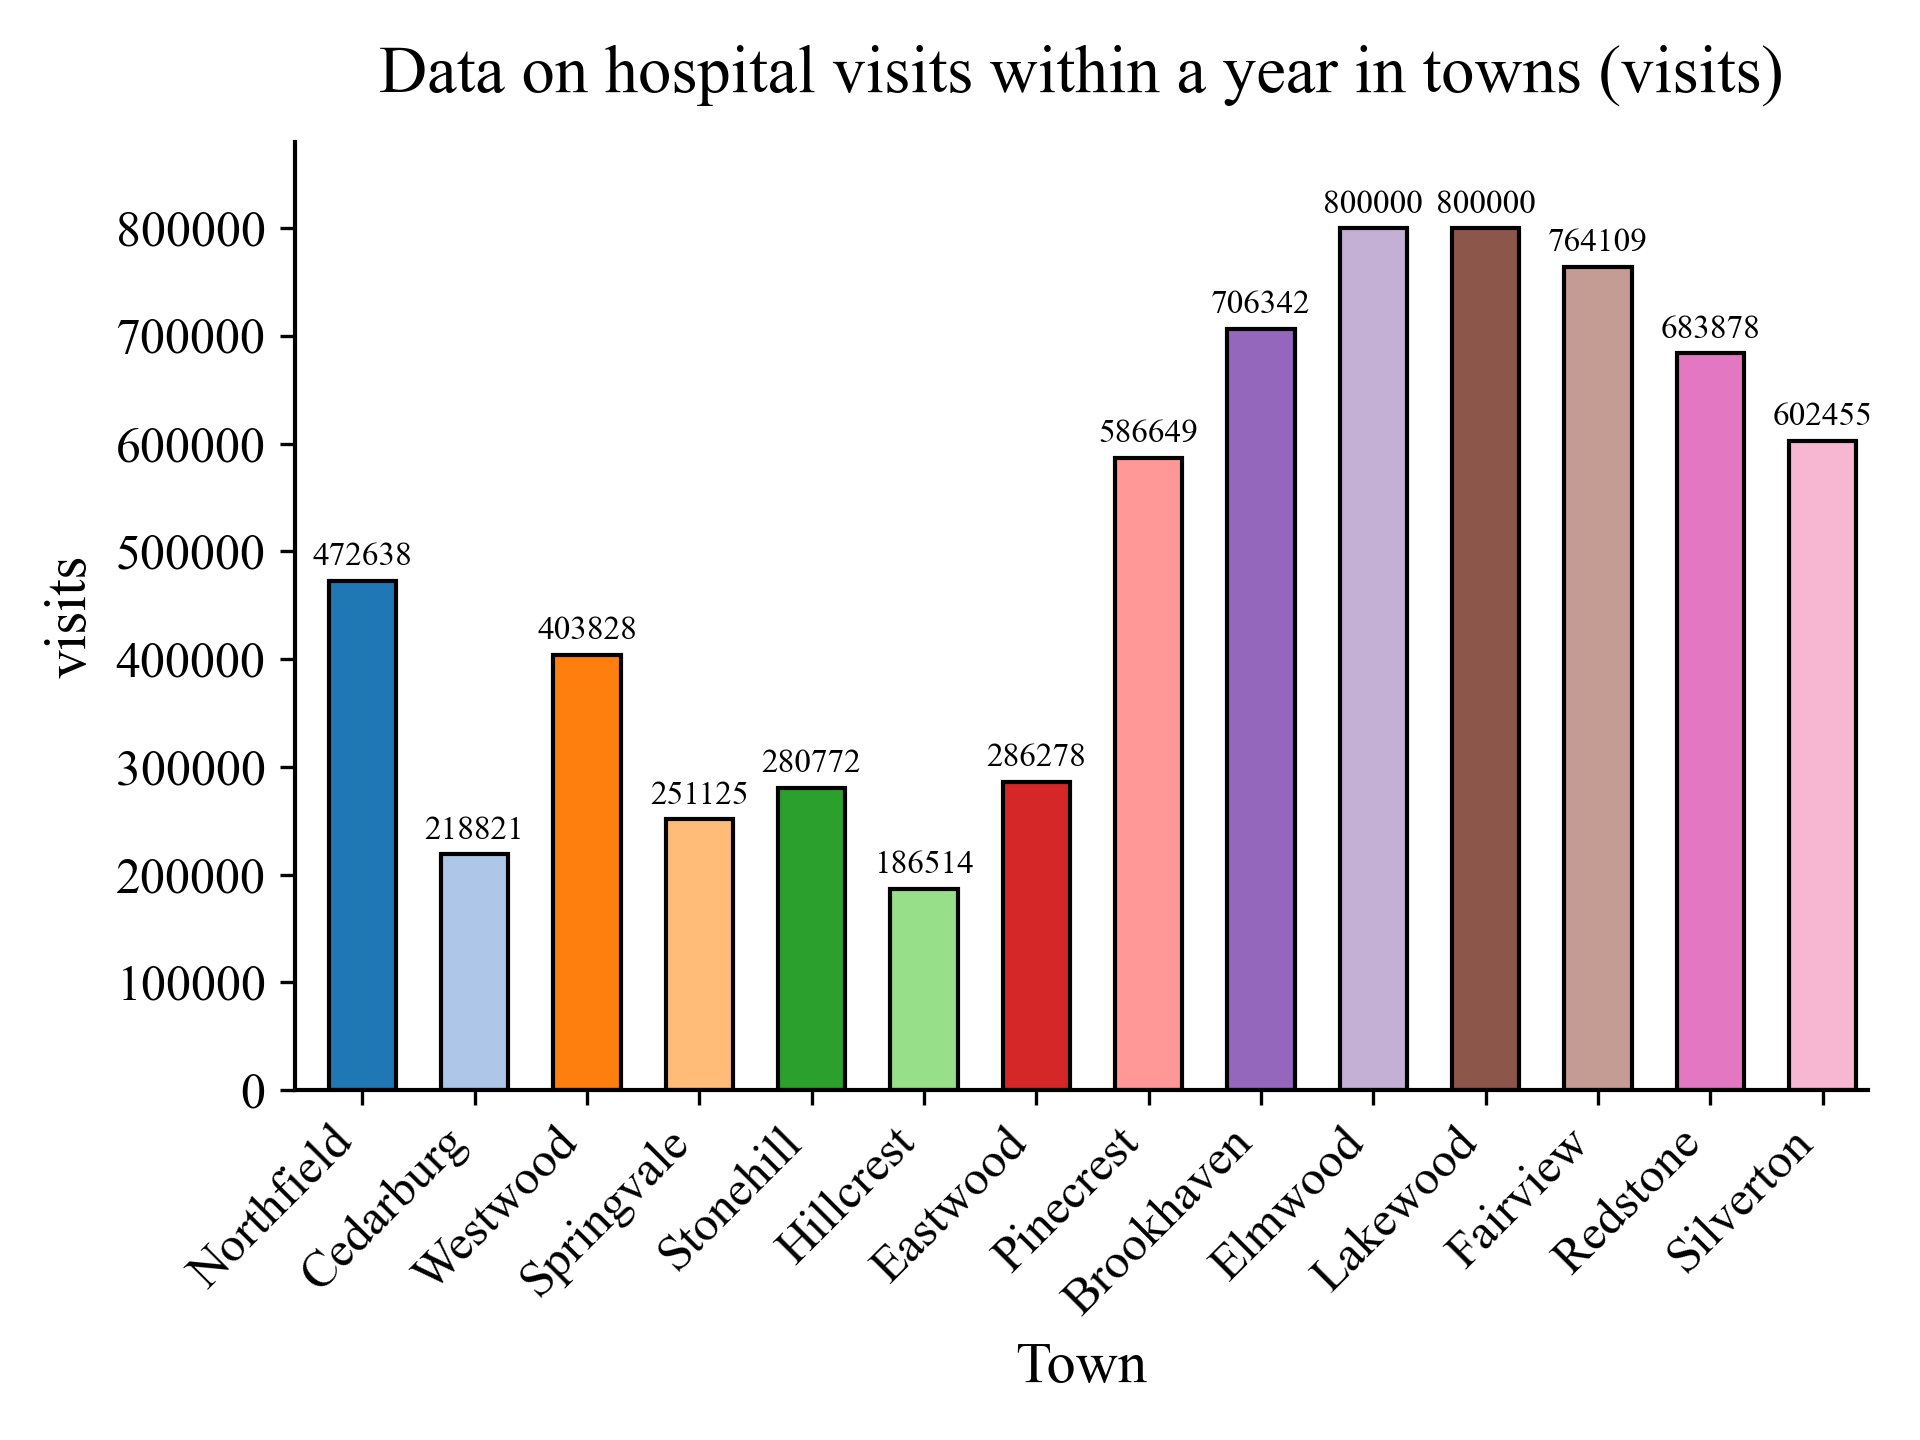 Data on hospital visits within a year in towns (visits)
visits
800000
700000
600000
500000
400000
300000
200000
100000
0
472638
218821
403828
251125
280772
186514
286278
586649
706342
800000
800000
764109
683878
602455
Northfield
Cedarburg
Westwood
Springvale
Stonehill
Hillcrest
Eastwood
Pinecrest
Brookhaven
Elmwood
Lakewood
Fairview
Redstone
Silverton
Town